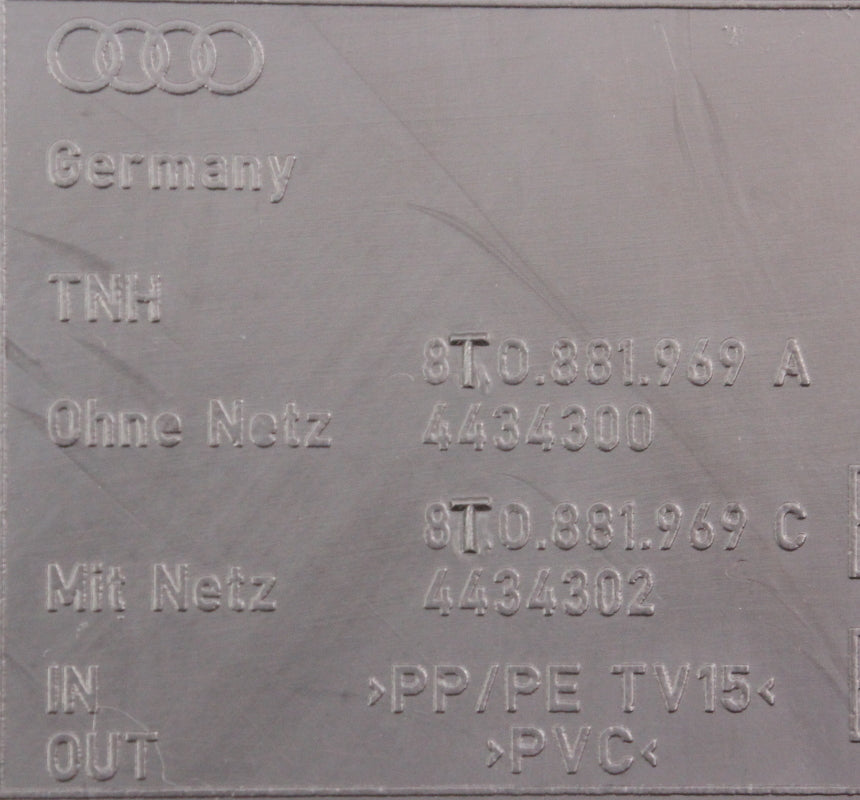 Germany
TNH
8T0.881.969 A
Ohne Netz 4434300
8T0.881.969 C
Mit Netz 4434302
IN >PP/PE TV15<
OUT >PVC<